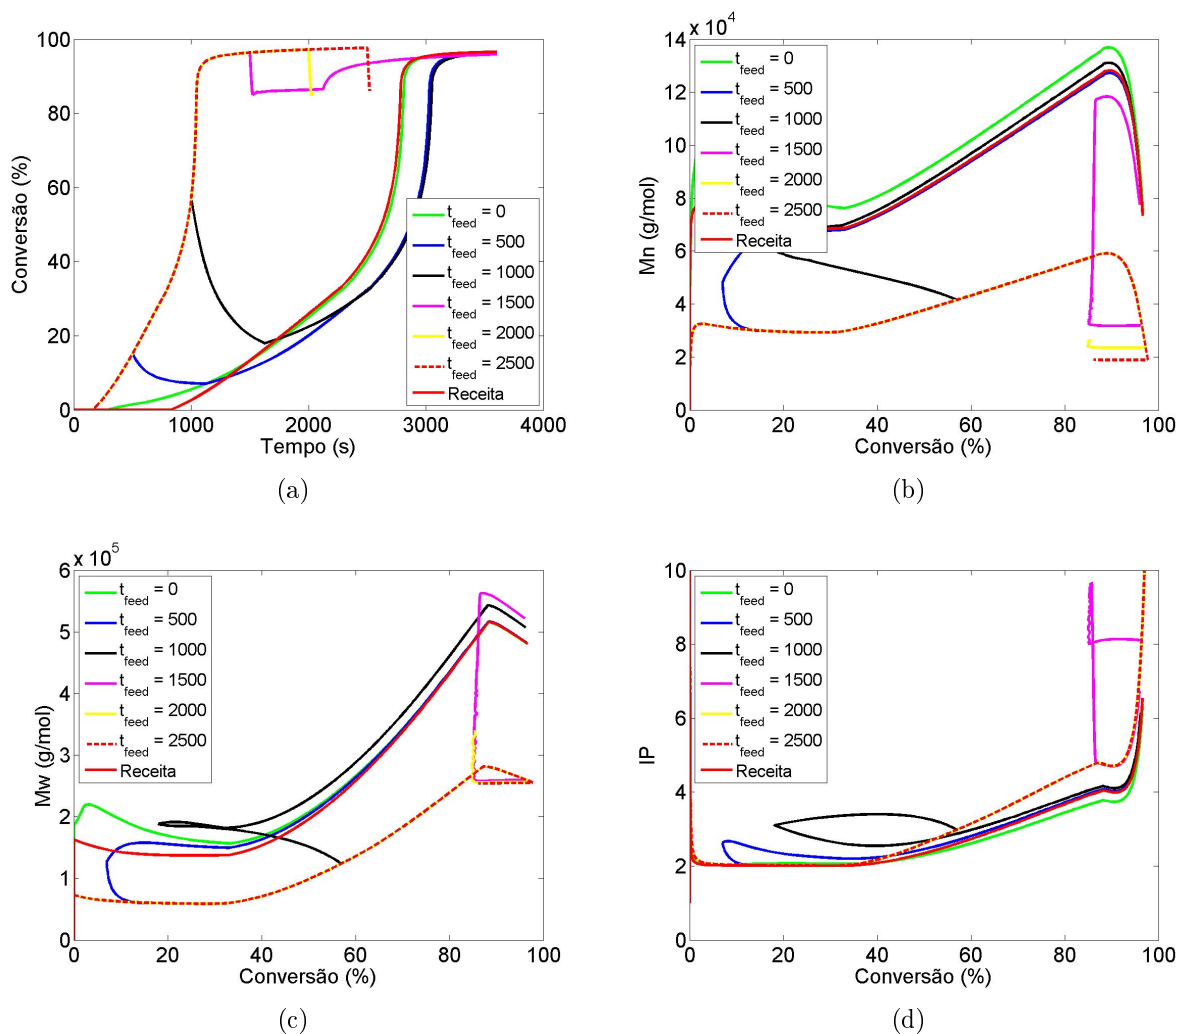 100
80
60
40
20
0
Conversão (%)
0
1000
2000
3000
4000
Tempo (s)
t_feed = 0
t_feed = 500
t_feed = 1000
t_feed = 1500
t_feed = 2000
t_feed = 2500
Receita
(a)
x 10^4
14
12
10
8
6
4
2
0
Mn (g/mol)
0
20
40
60
80
100
Conversão (%)
t_feed = 0
t_feed = 500
t_feed = 1000
t_feed = 1500
t_feed = 2000
t_feed = 2500
Receita
(b)
x 10^5
6
5
4
3
2
1
0
Mw (g/mol)
0
20
40
60
80
100
Conversão (%)
t_feed = 0
t_feed = 500
t_feed = 1000
t_feed = 1500
t_feed = 2000
t_feed = 2500
Receita
(c)
10
8
6
4
2
0
IP
0
20
40
60
80
100
Conversão (%)
t_feed = 0
t_feed = 500
t_feed = 1000
t_feed = 1500
t_feed = 2000
t_feed = 2500
Receita
(d)